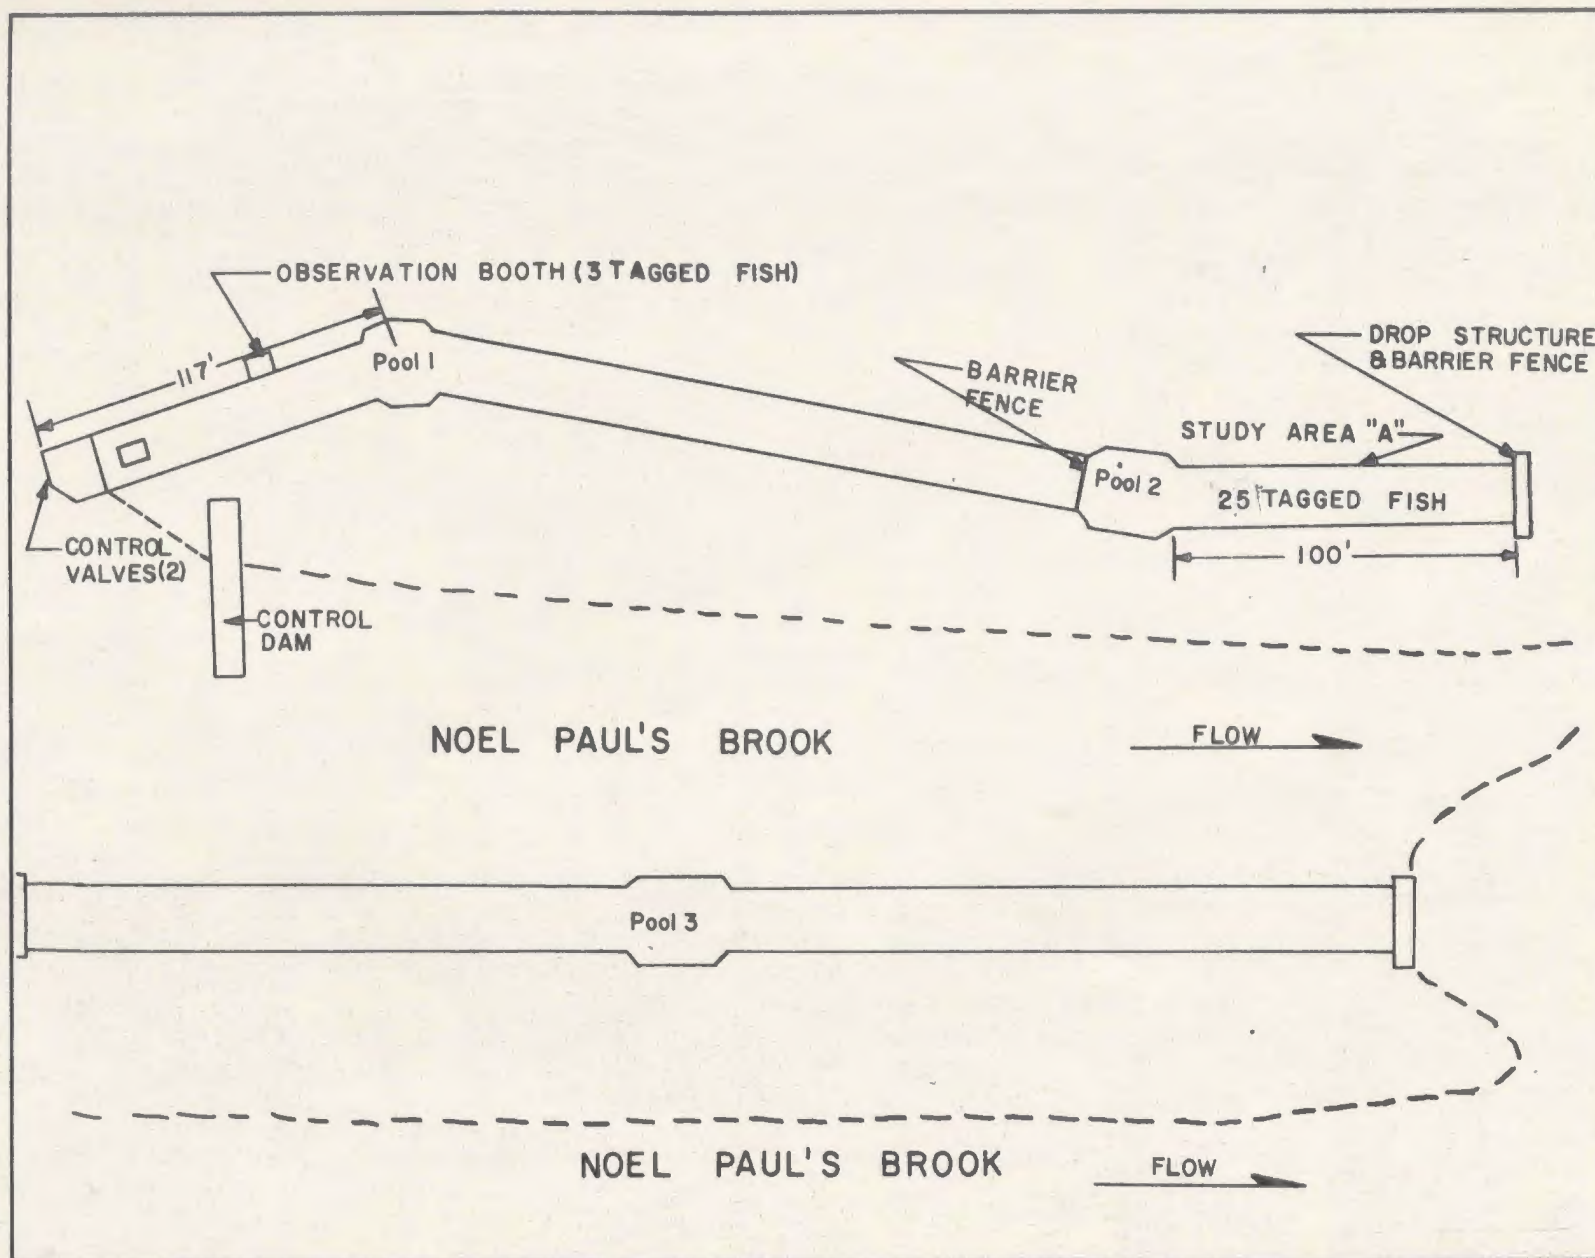 OBSERVATION BOOTH (3 TAGGED FISH)
117'
Pool 1
DROP STRUCTURE
& BARRIER FENCE
BARRIER
FENCE
STUDY AREA "A"
Pool 2
25 TAGGED FISH
100'
CONTROL
VALVES(2)
CONTROL
DAM
NOEL PAUL'S BROOK
FLOW
Pool 3
NOEL PAUL'S BROOK
FLOW